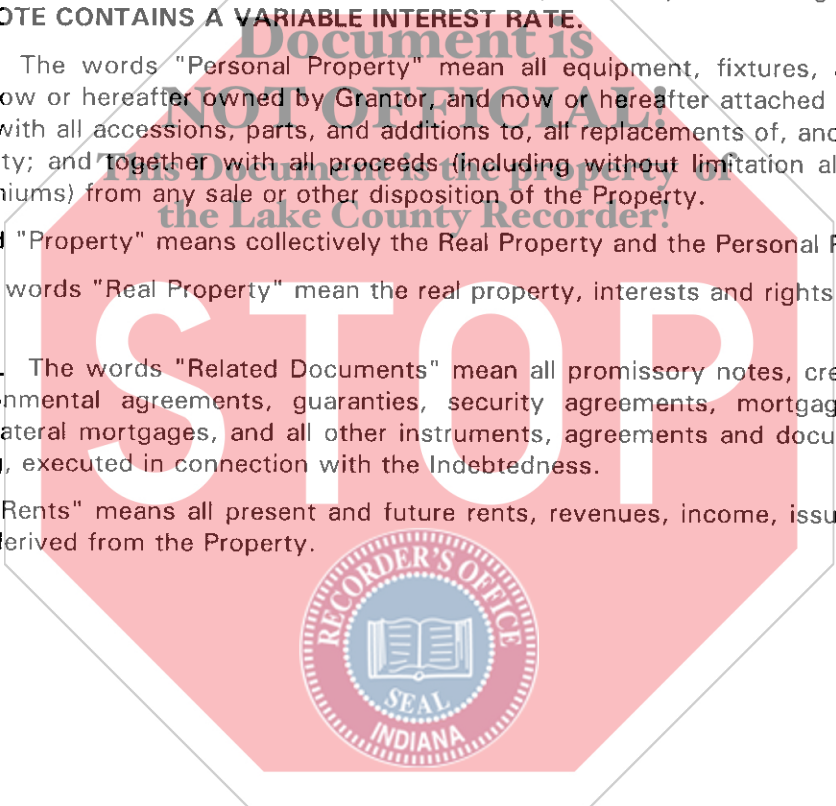 OTE CONTAINS A VARIABLE INTEREST RATE.
Document is
The words "Personal Property" mean all equipment, fixtures,
ow or hereafter owned by Grantor, and now or hereafter attached
NOT OFFICIAL!
with all accessions, parts, and additions to, all replacements of, and
ty; and together with all proceeds (including without limitation al
This Document is the property of
niums) from any sale or other disposition of the Property.
the Lake County Recorder!
"Property" means collectively the Real Property and the Personal P
words "Real Property" mean the real property, interests and rights
STOP
. The words "Related Documents" mean all promissory notes, cre
nmental agreements, guaranties, security agreements, mortgag
ateral mortgages, and all other instruments, agreements and docu
, executed in connection with the Indebtedness.
Rents" means all present and future rents, revenues, income, issu
derived from the Property.
RECORDER'S OFFICE
SEAL
INDIANA